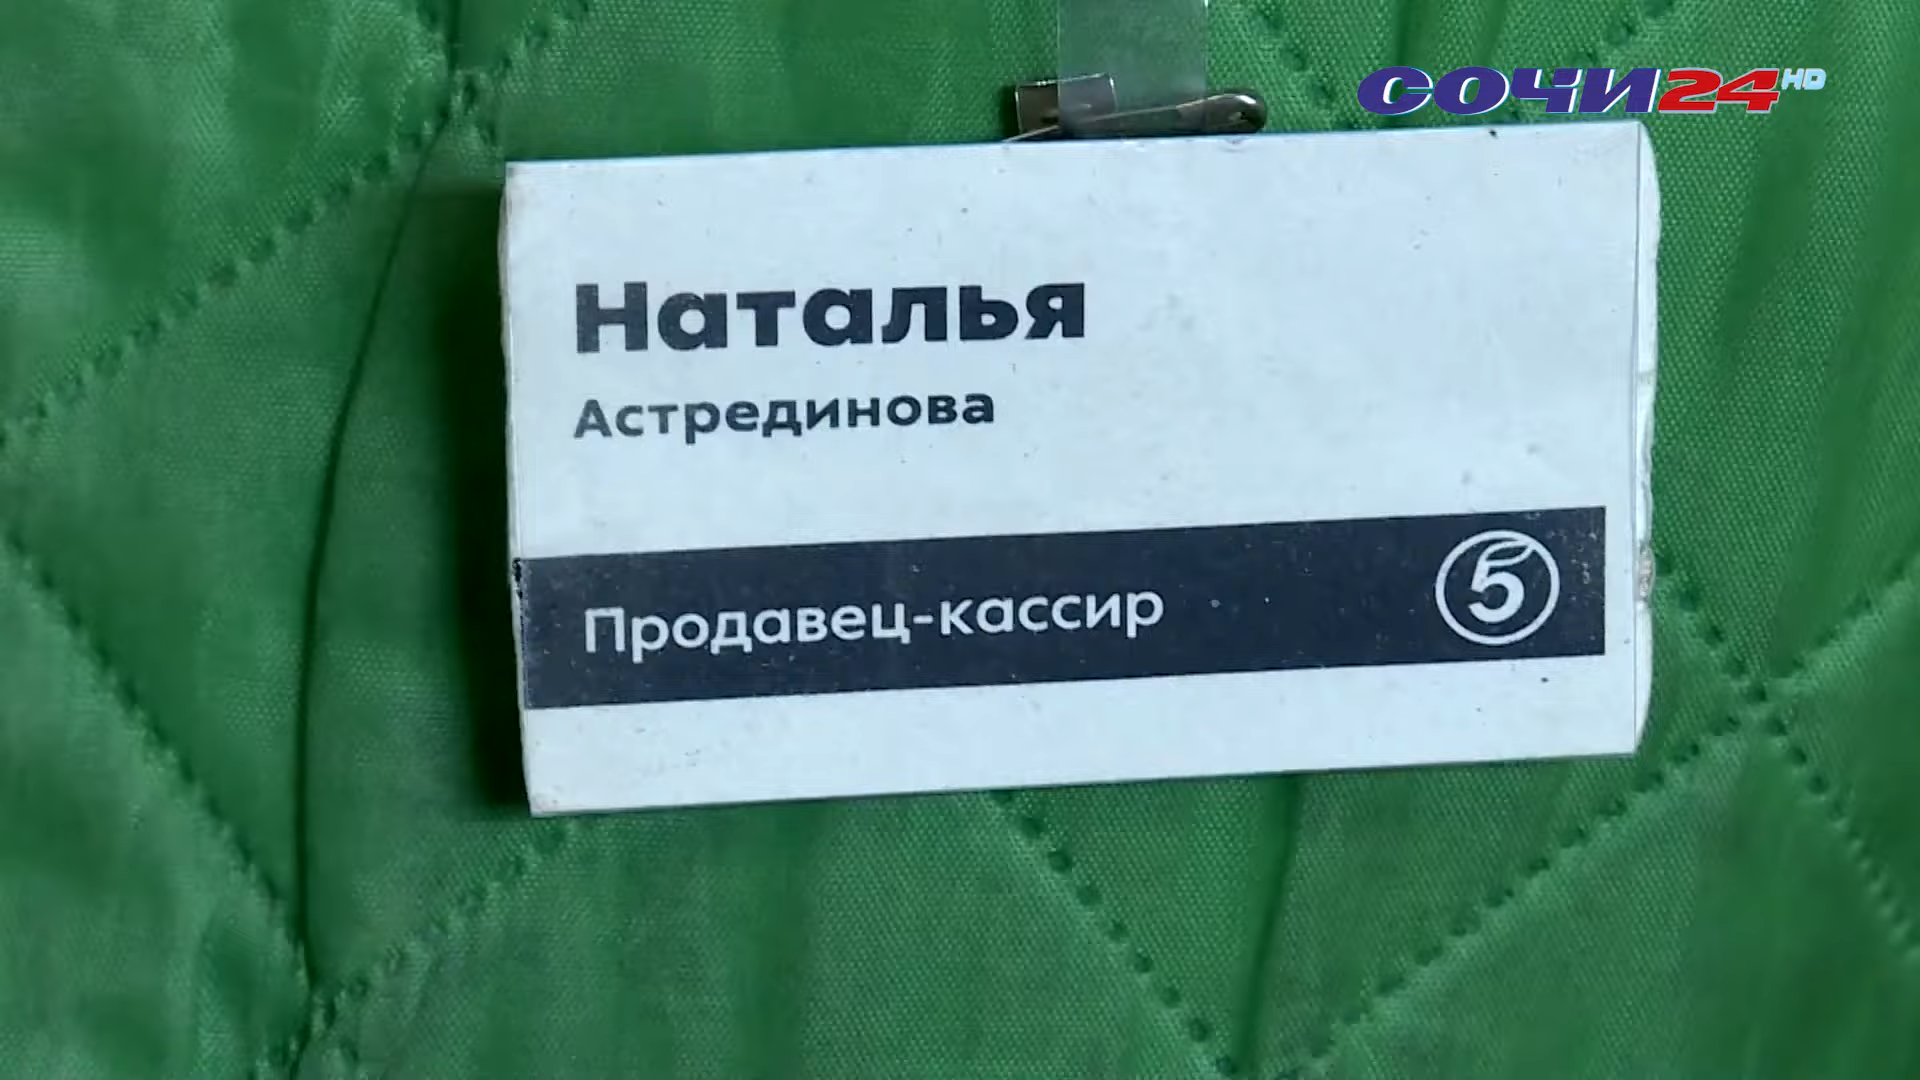 СОЧИ24 HD
Наталья
Астрединова
Продавец-кассир
5